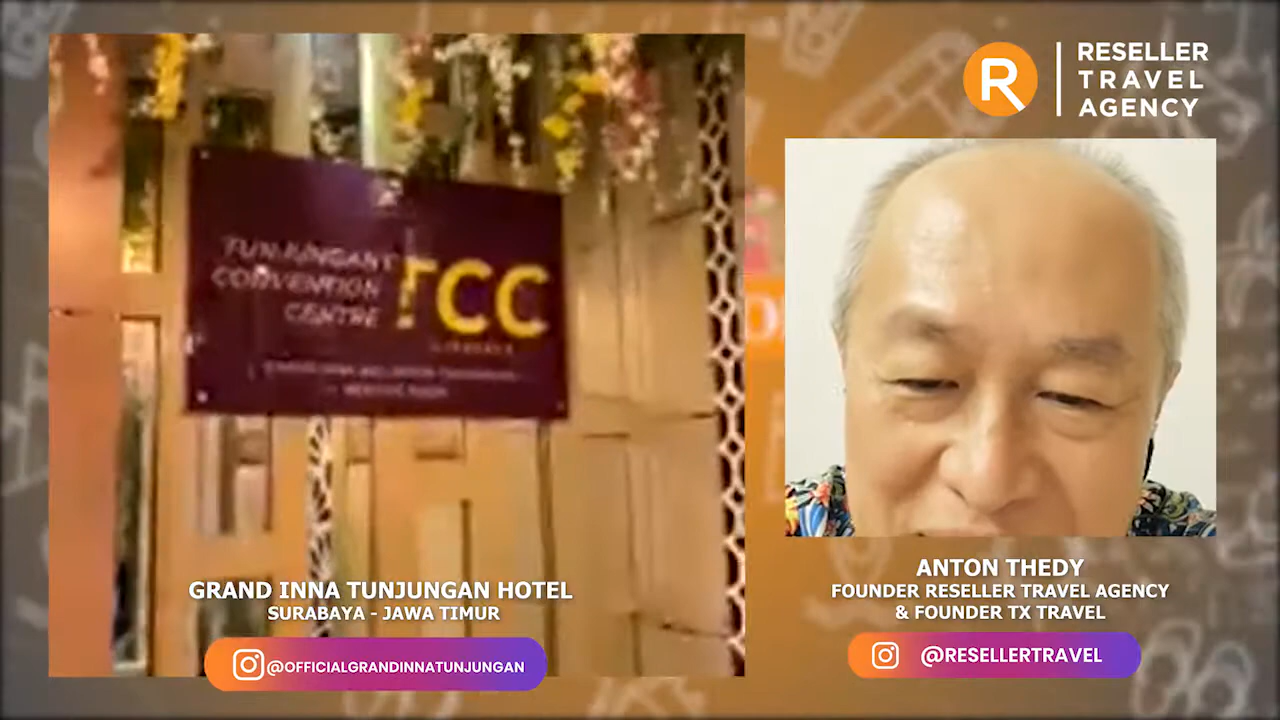 TUNJUNGAN
CONVENTION
CENTRE
TCC
GRAND INNA TUNJUNGAN HOTEL
SURABAYA - JAWA TIMUR
@OFFICIALGRANDINNATUNJUNGAN
R
RESELLER
TRAVEL
AGENCY
ANTON THEDY
FOUNDER RESELLER TRAVEL AGENCY
& FOUNDER TX TRAVEL
@RESELLERTRAVEL